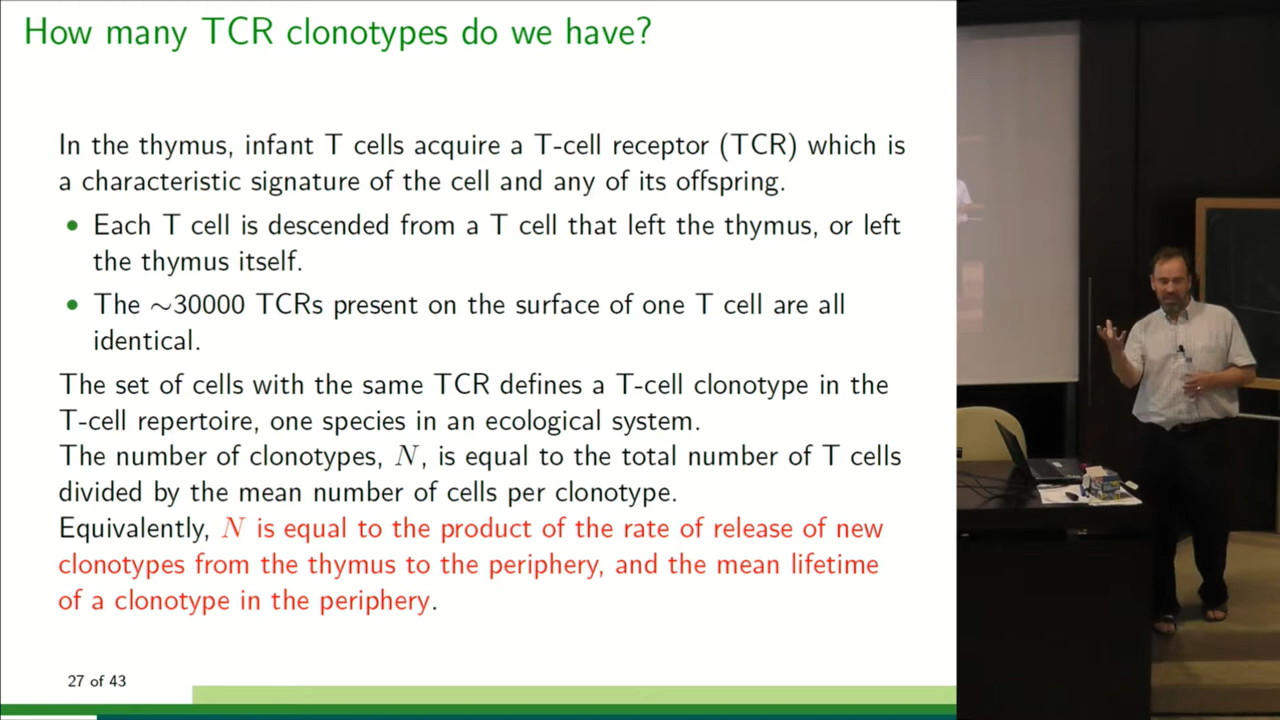 How many TCR clonotypes do we have?
In the thymus, infant T cells acquire a T-cell receptor (TCR) which is
a characteristic signature of the cell and any of its offspring.
• Each T cell is descended from a T cell that left the thymus, or left
the thymus itself.
• The ~30000 TCRs present on the surface of one T cell are all
identical.
The set of cells with the same TCR defines a T-cell clonotype in the
T-cell repertoire, one species in an ecological system.
The number of clonotypes, N, is equal to the total number of T cells
divided by the mean number of cells per clonotype.
Equivalently, N is equal to the product of the rate of release of new
clonotypes from the thymus to the periphery, and the mean lifetime
of a clonotype in the periphery.
27 of 43